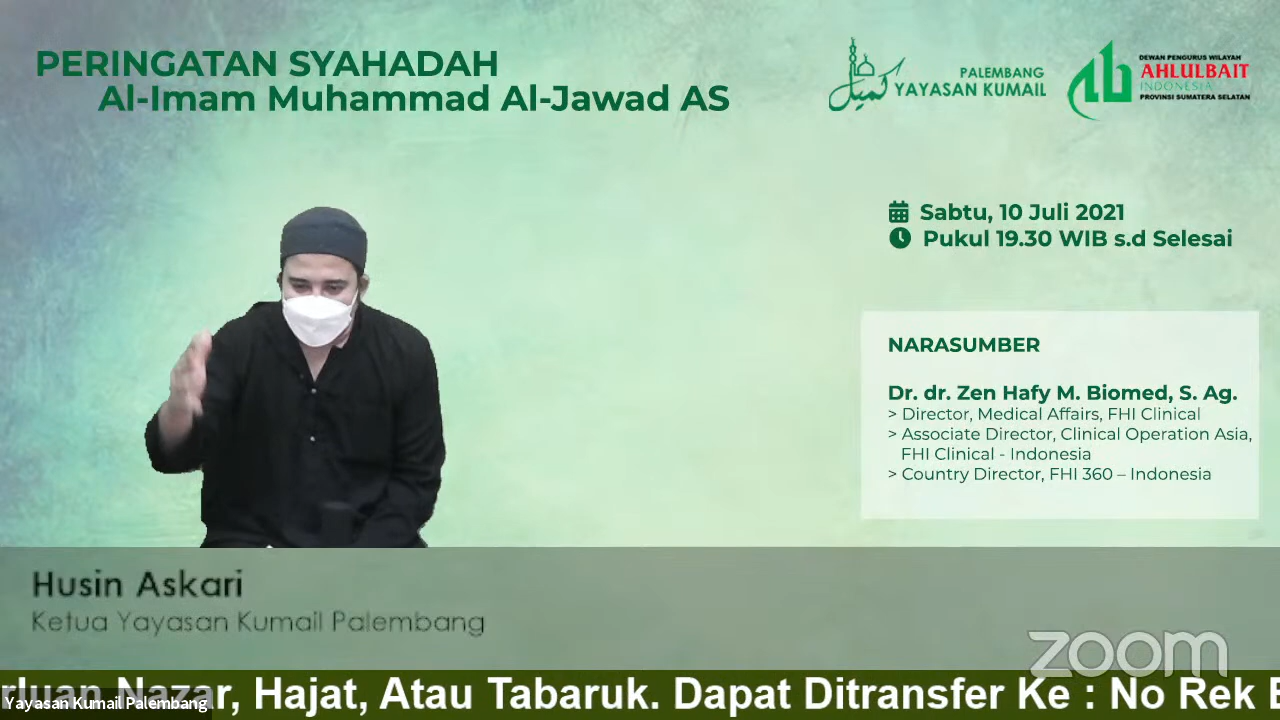 PERINGATAN SYAHADAH
Al-Imam Muhammad Al-Jawad AS
كميل
PALEMBANG
YAYASAN KUMAIL
DEWAN PENGURUS WILAYAH
AHLULBAIT
INDONESIA
PROVINSI SUMATERA SELATAN
Sabtu, 10 Juli 2021
Pukul 19.30 WIB s.d Selesai
NARASUMBER
Dr. dr. Zen Hafy M. Biomed, S. Ag.
> Director, Medical Affairs, FHI Clinical
> Associate Director, Clinical Operation Asia,
FHI Clinical - Indonesia
> Country Director, FHI 360 – Indonesia
Husin Askari
Ketua Yayasan Kumail Palembang
zoom
Nazar, Hajat, Atau Tabaruk. Dapat Ditransfer Ke : No Rek
Yayasan Kumail Palembang